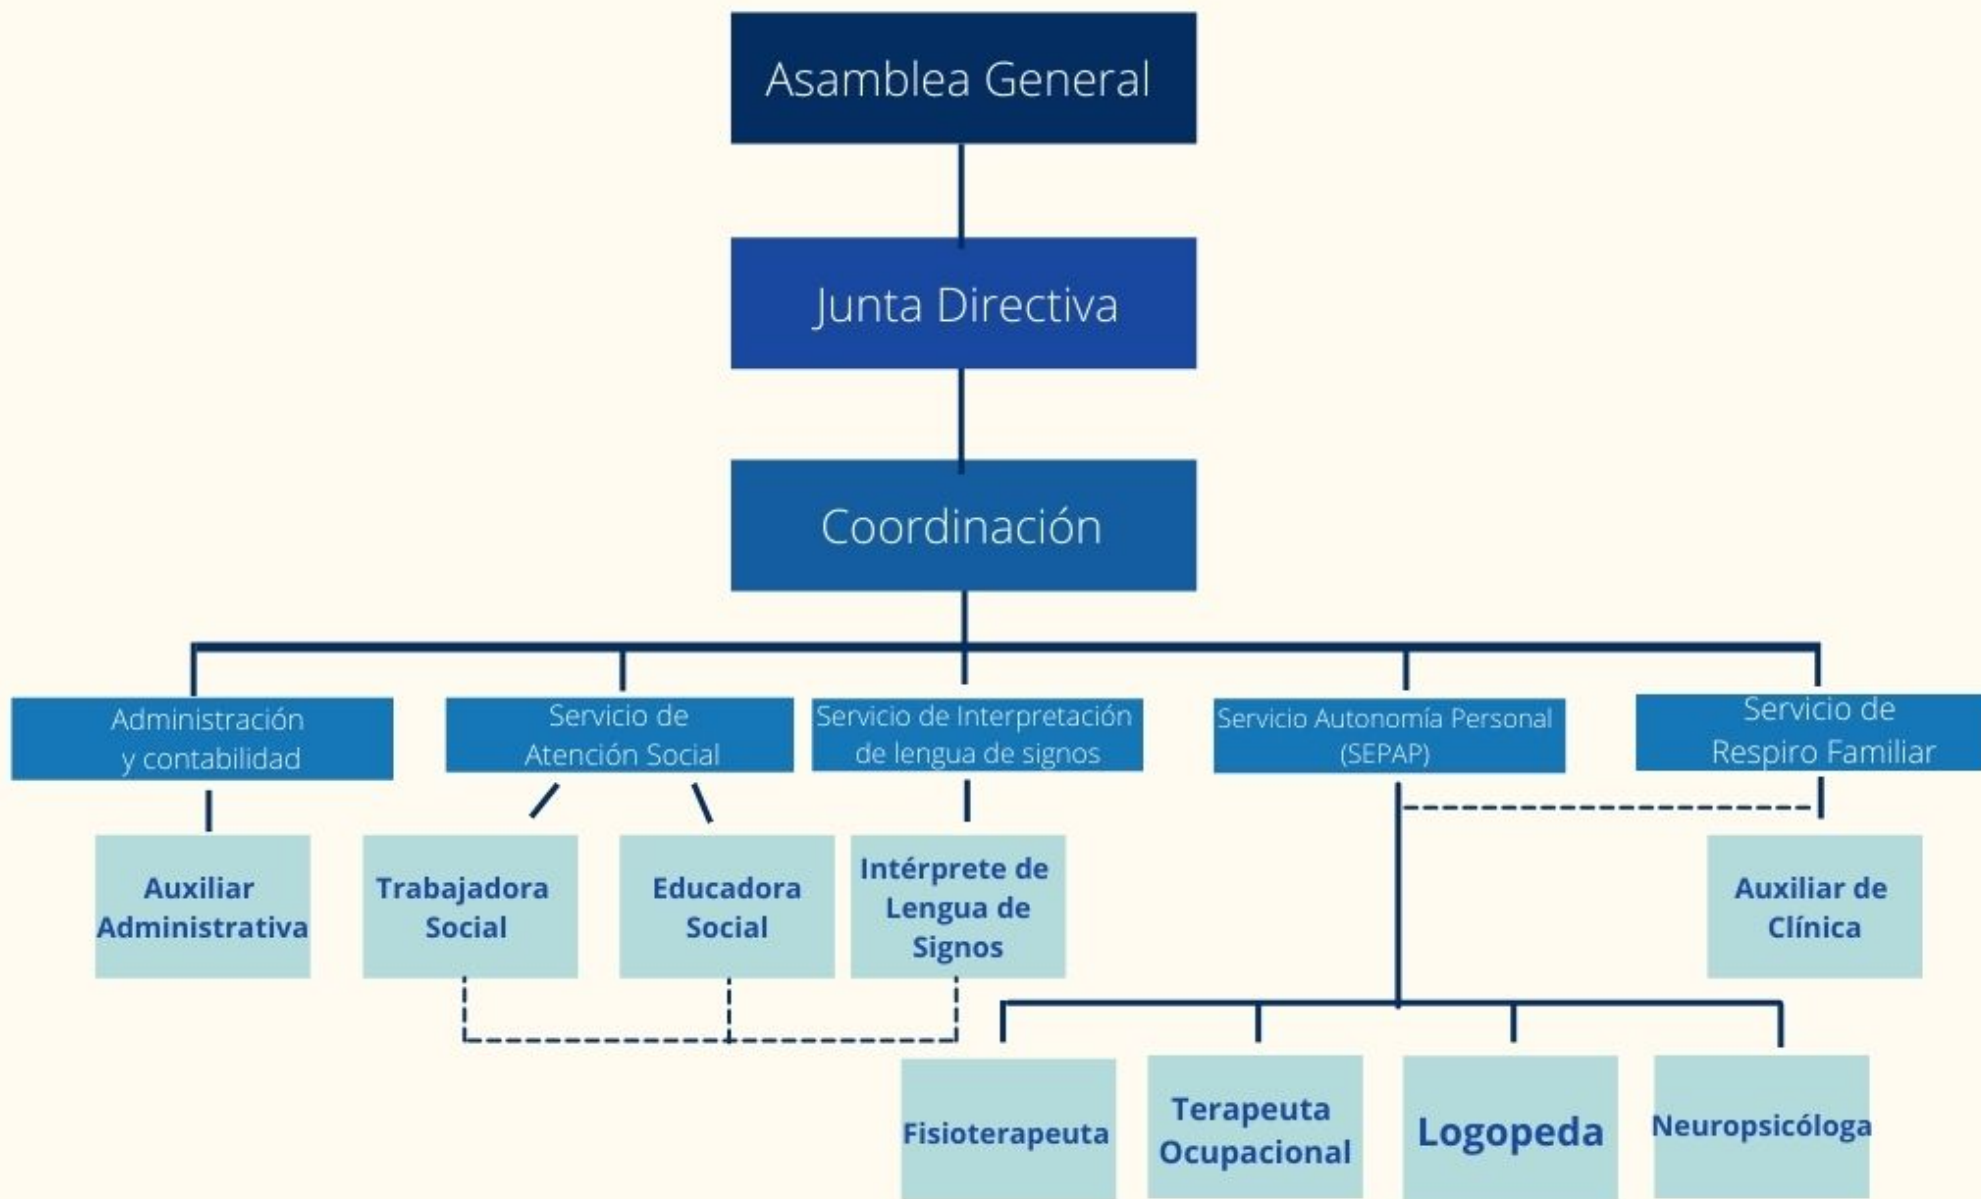 Asamblea General
Junta Directiva
Coordinación
Administración
y contabilidad
Servicio de
Atención Social
Servicio de Interpretación
de lengua de signos
Servicio Autonomía Personal
(SEPAP)
Servicio de
Respiro Familiar
Auxiliar
Administrativa
Trabajadora
Social
Educadora
Social
Intérprete de
Lengua de
Signos
Auxiliar de
Clínica
Fisioterapeuta
Terapeuta
Ocupacional
Logopeda
Neuropsicóloga